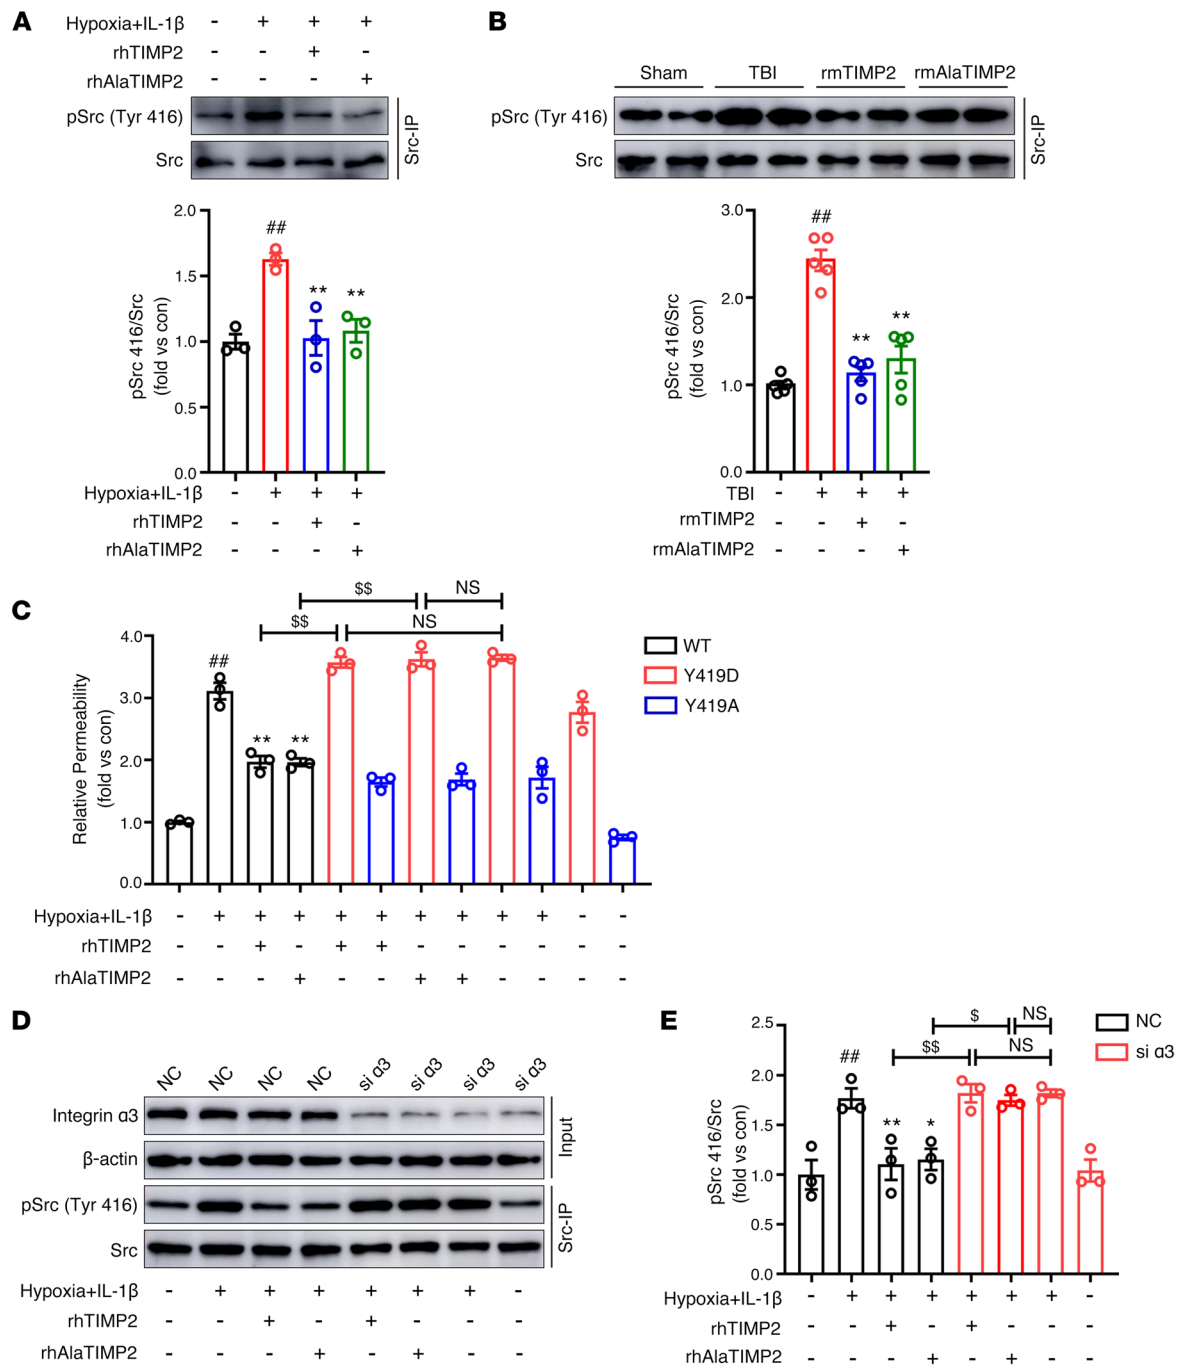 A
Hypoxia+IL-1β - + + +
rhTIMP2 - - + -
rhAlaTIMP2 - - - +
pSrc (Tyr 416)
Src
Src-IP
2.0
1.5
1.0
0.5
0.0
pSrc 416/Src
(fold vs con)
##
**
**
Hypoxia+IL-1β - + + +
rhTIMP2 - - + -
rhAlaTIMP2 - - - +
B
Sham TBI rmTIMP2 rmAlaTIMP2
pSrc (Tyr 416)
Src
Src-IP
3.0
2.0
1.0
0.0
pSrc 416/Src
(fold vs con)
##
**
**
TBI - + + +
rmTIMP2 - - + -
rmAlaTIMP2 - - - +
C
$$ NS
$$ NS
4.0
3.0
2.0
1.0
0.0
Relative Permeability
(fold vs con)
##
**
**
WT
Y419D
Y419A
Hypoxia+IL-1β - + + + + + + + + + - -
rhTIMP2 - - + - + + - - - - - -
rhAlaTIMP2 - - - + - - + + - - - -
D
NC NC NC NC si α3 si α3 si α3 si α3
Integrin α3
β-actin
Input
pSrc (Tyr 416)
Src
Src-IP
Hypoxia+IL-1β - + + + + + + -
rhTIMP2 - - + - + - - -
rhAlaTIMP2 - - - + - + - -
E
$ NS
$$ NS
2.5
2.0
1.5
1.0
0.5
0.0
pSrc 416/Src
(fold vs con)
##
**
*
NC
si α3
Hypoxia+IL-1β - + + + + + + -
rhTIMP2 - - + - + - - -
rhAlaTIMP2 - - - + - + - -